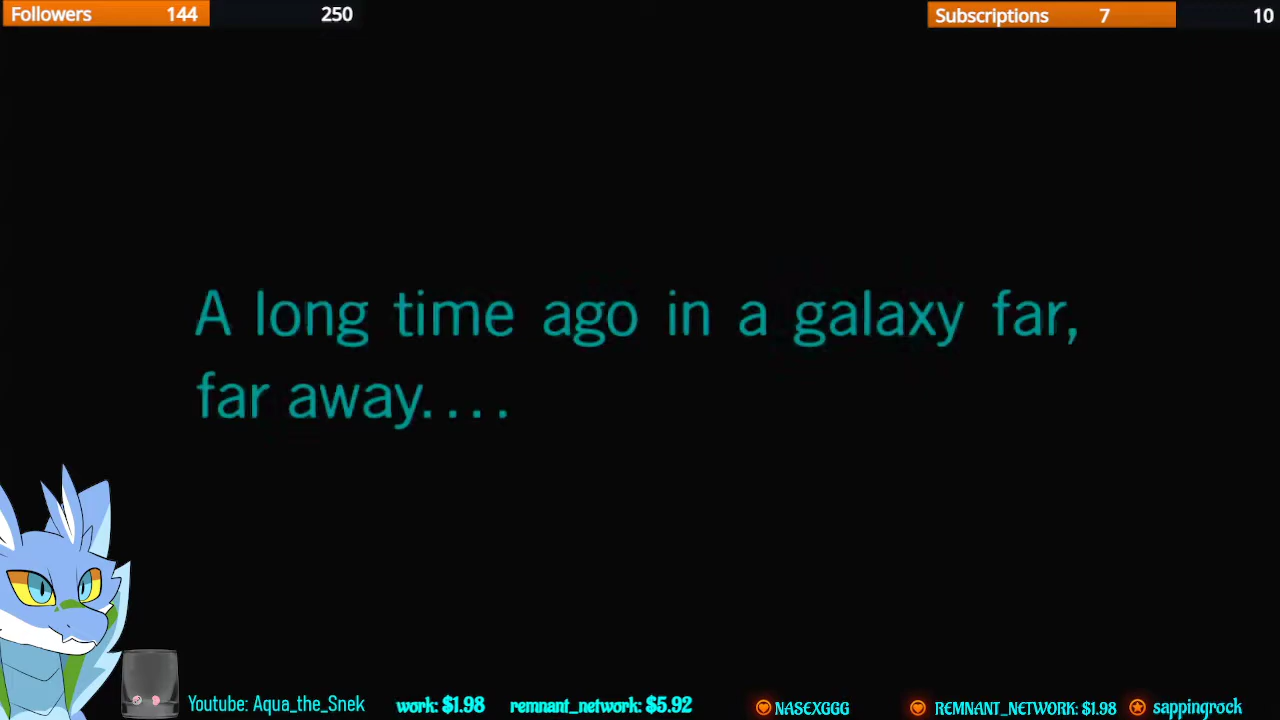 Followers 144 250
Subscriptions 7 10
A long time ago in a galaxy far,
far away....
Youtube: Aqua_the_Snek work: $1.98 remnant_network: $5.92 NASEXGGG REMNANT_NETWORK: $1.98 sappingrock